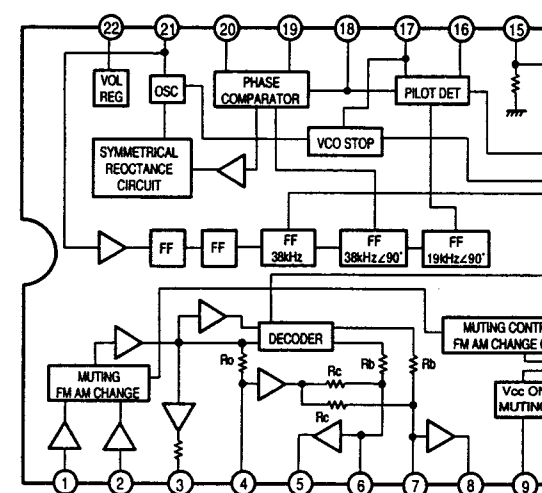 22 21 20 19 18 17 16 15
VOL
REG
OSC
PHASE
COMPARATOR
PILOT DET
VCO STOP
SYMMETRICAL
REOCTANCE
CIRCUIT
FF
FF
FF
38kHz
FF
38kHz∠90°
FF
19kHz∠90°
DECODER
MUTING CONTR
FM AM CHANGE
Ro
Rc
Rb
Rb
Rc
MUTING
FM AM CHANGE
Vcc ON
MUTING
1 2 3 4 5 6 7 8 9